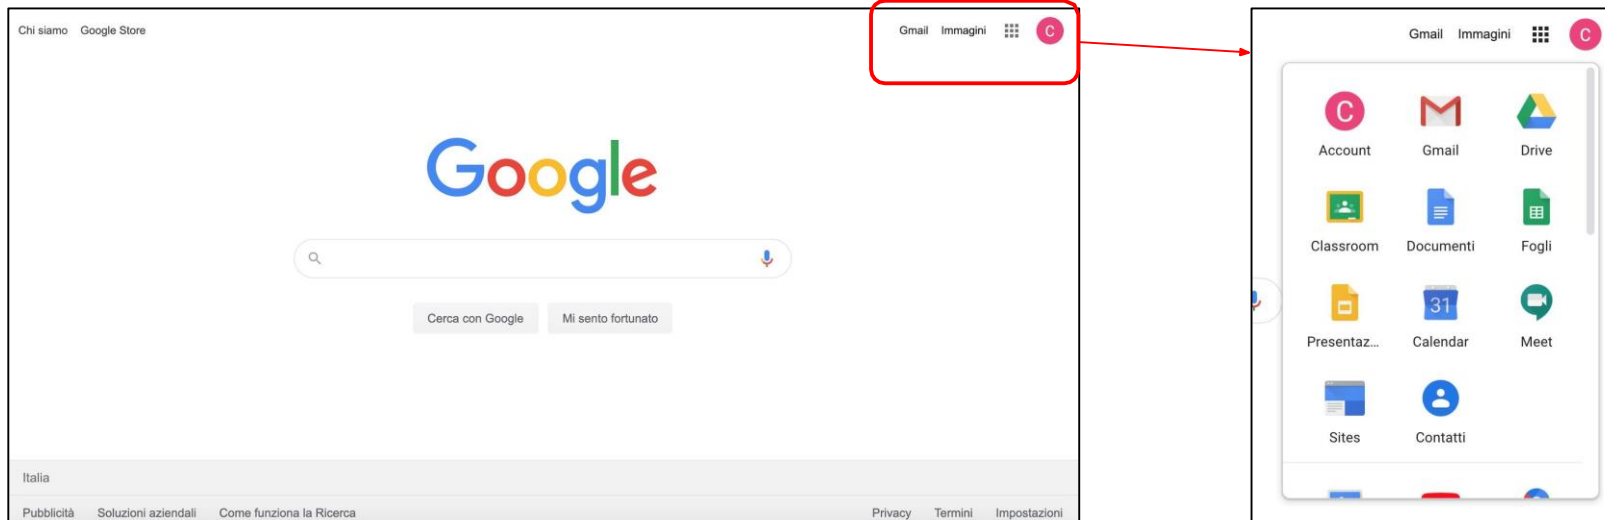 Chi siamo Google Store
Gmail Immagini C
Google
Cerca con Google Mi sento fortunato
Italia
Pubblicità Soluzioni aziendali Come funziona la Ricerca
Privacy Termini Impostazioni
Gmail Immagini C
C
Account Gmail Drive
Classroom Documenti Fogli
31
Presentaz... Calendar Meet
Sites Contatti